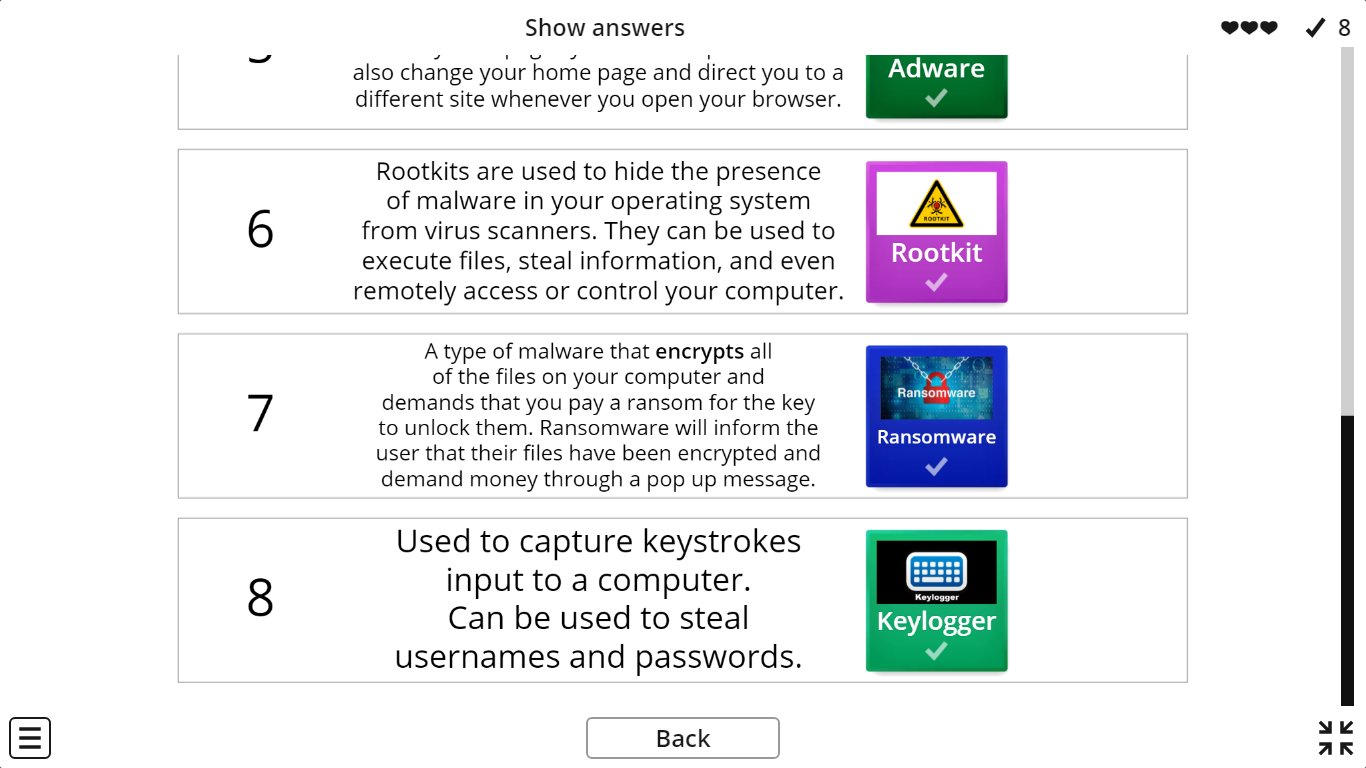 Show answers
8
also change your home page and direct you to a
different site whenever you open your browser.
Adware
6
Rootkits are used to hide the presence
of malware in your operating system
from virus scanners. They can be used to
execute files, steal information, and even
remotely access or control your computer.
ROOTKIT
Rootkit
7
A type of malware that encrypts all
of the files on your computer and
demands that you pay a ransom for the key
to unlock them. Ransomware will inform the
user that their files have been encrypted and
demand money through a pop up message.
Ransomware
Ransomware
8
Used to capture keystrokes
input to a computer.
Can be used to steal
usernames and passwords.
Keylogger
Keylogger
Back